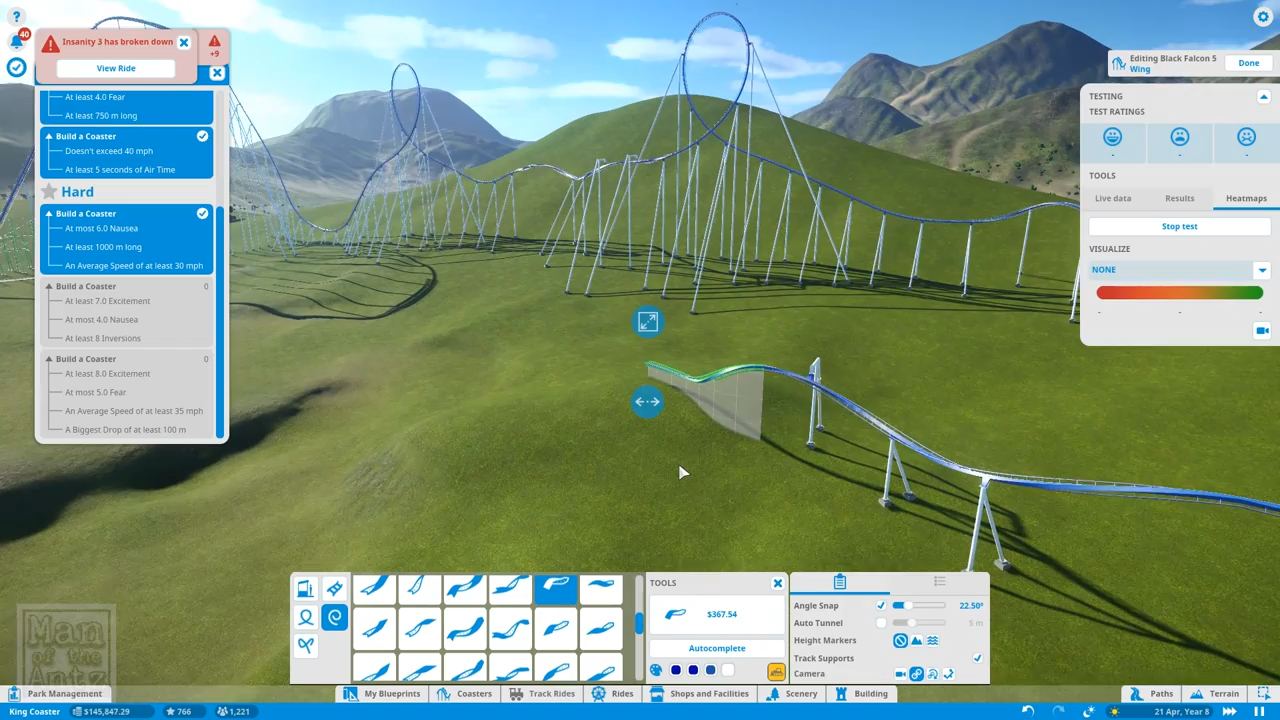 ?
40
Insanity 3 has broken down
+9
View Ride
At least 4.0 Fear
At least 750 m long
Build a Coaster
Doesn't exceed 40 mph
At least 5 seconds of Air Time
Hard
Build a Coaster
At most 6.0 Nausea
At least 1000 m long
An Average Speed of at least 30 mph
Build a Coaster 0
At least 7.0 Excitement
At most 4.0 Nausea
At least 8 Inversions
Build a Coaster 0
At least 8.0 Excitement
At most 5.0 Fear
An Average Speed of at least 35 mph
A Biggest Drop of at least 100 m
Editing Black Falcon 5
Wing
Done
TESTING
TEST RATINGS
- - -
TOOLS
Live data Results Heatmaps
Stop test
VISUALIZE
NONE
- - -
TOOLS
$367.54
Autocomplete
Angle Snap 22.50°
Auto Tunnel 5 m
Height Markers
Track Supports
Camera
Man
of the
Antz
Park Management My Blueprints Coasters Track Rides Rides Shops and Facilities Scenery Building Paths Terrain
King Coaster $145,847.29 766 1,221 21 Apr, Year 8